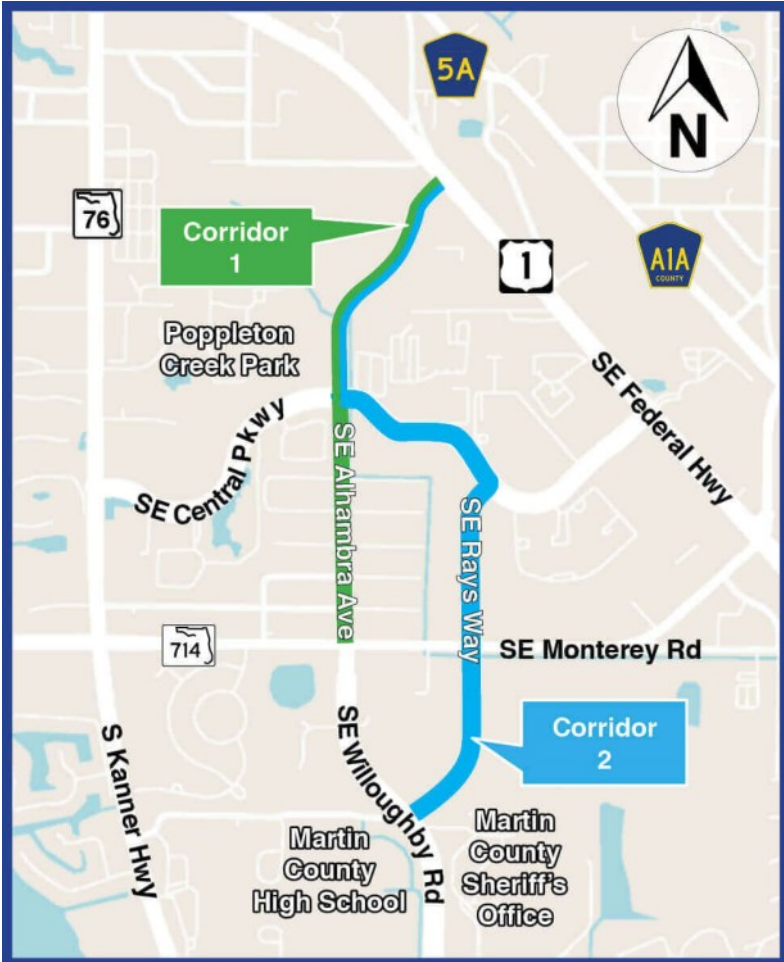 5A
N
76
Corridor
1
1
A1A
COUNTY
Poppleton
Creek Park
SE Federal Hwy
SE Central Pkwy
SE Alhambra Ave
SE Rays Way
714
SE Monterey Rd
S Kanner Hwy
SE Willoughby Rd
Corridor
2
Martin
County
High School
Martin
County
Sheriff's
Office